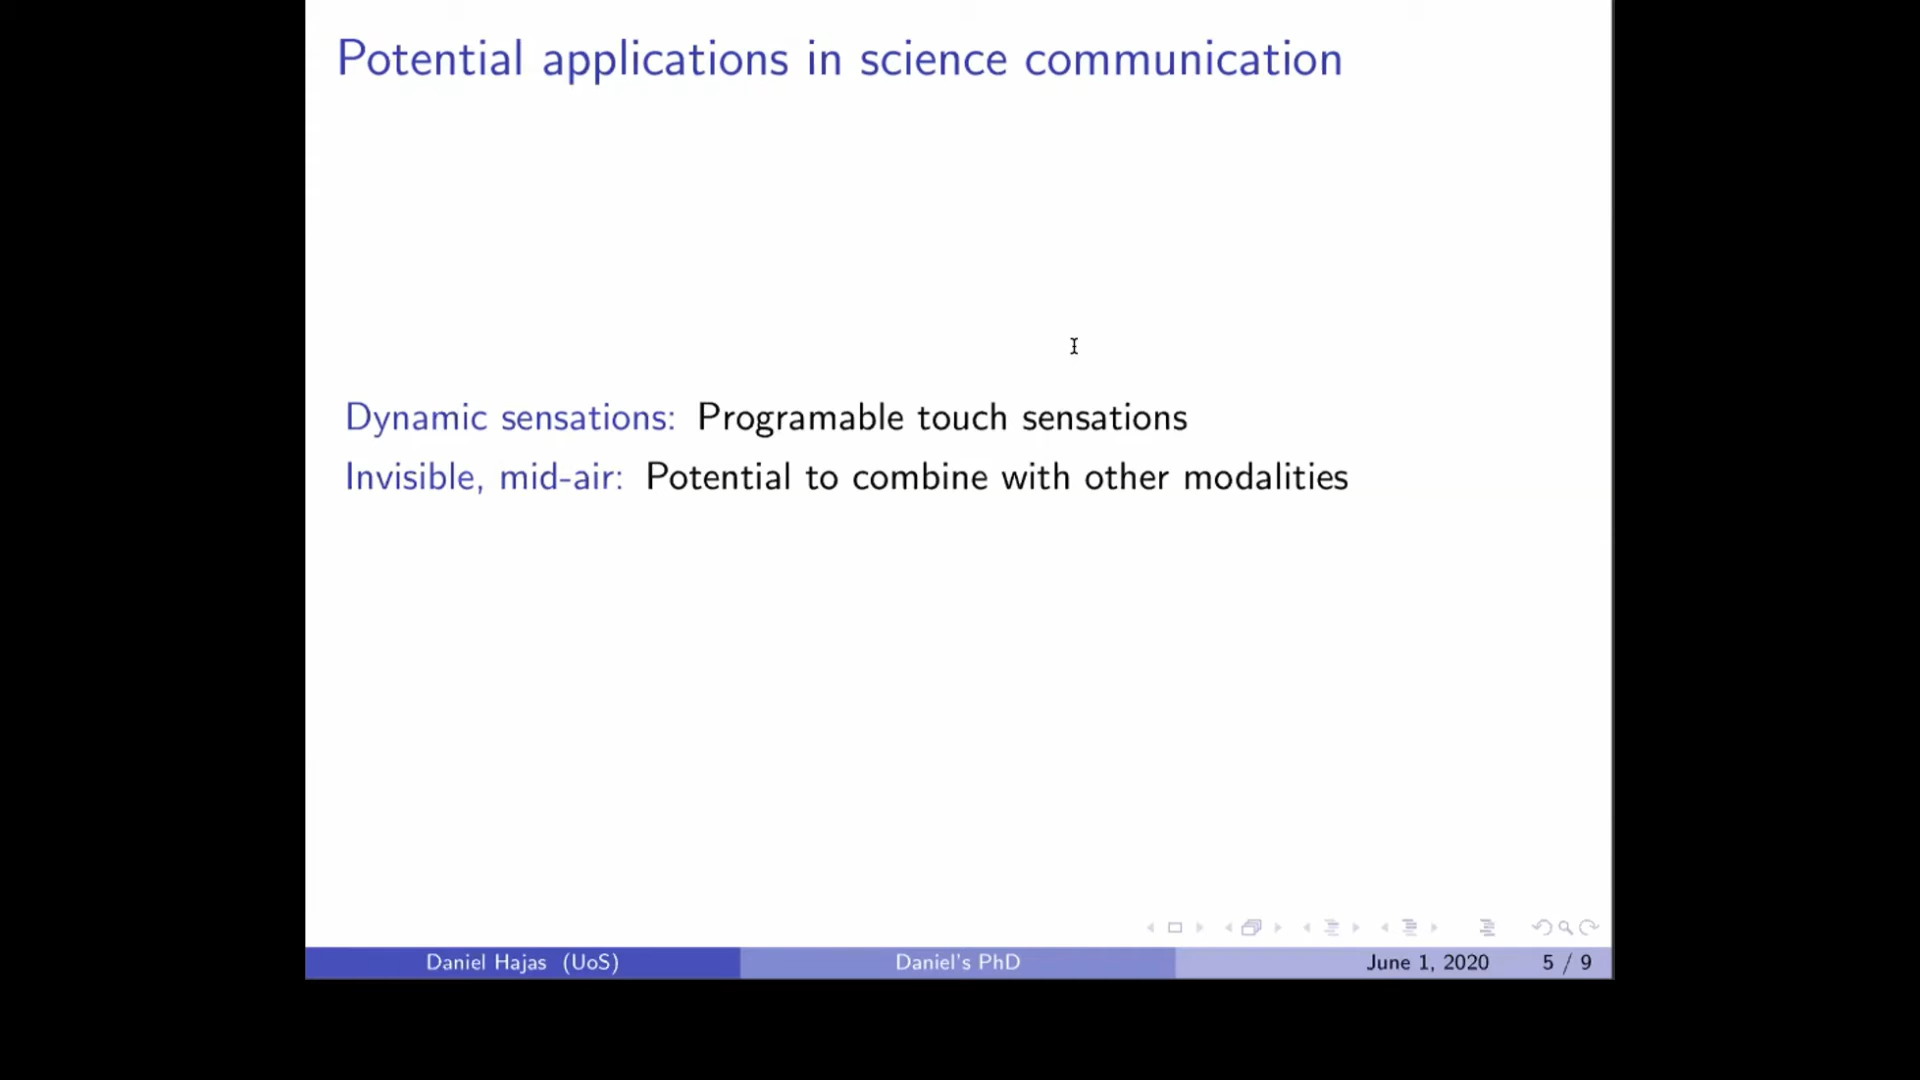 Potential applications in science communication
Dynamic sensations: Programable touch sensations
Invisible, mid-air: Potential to combine with other modalities
Daniel Hajas (UoS) Daniel's PhD June 1, 2020 5 / 9